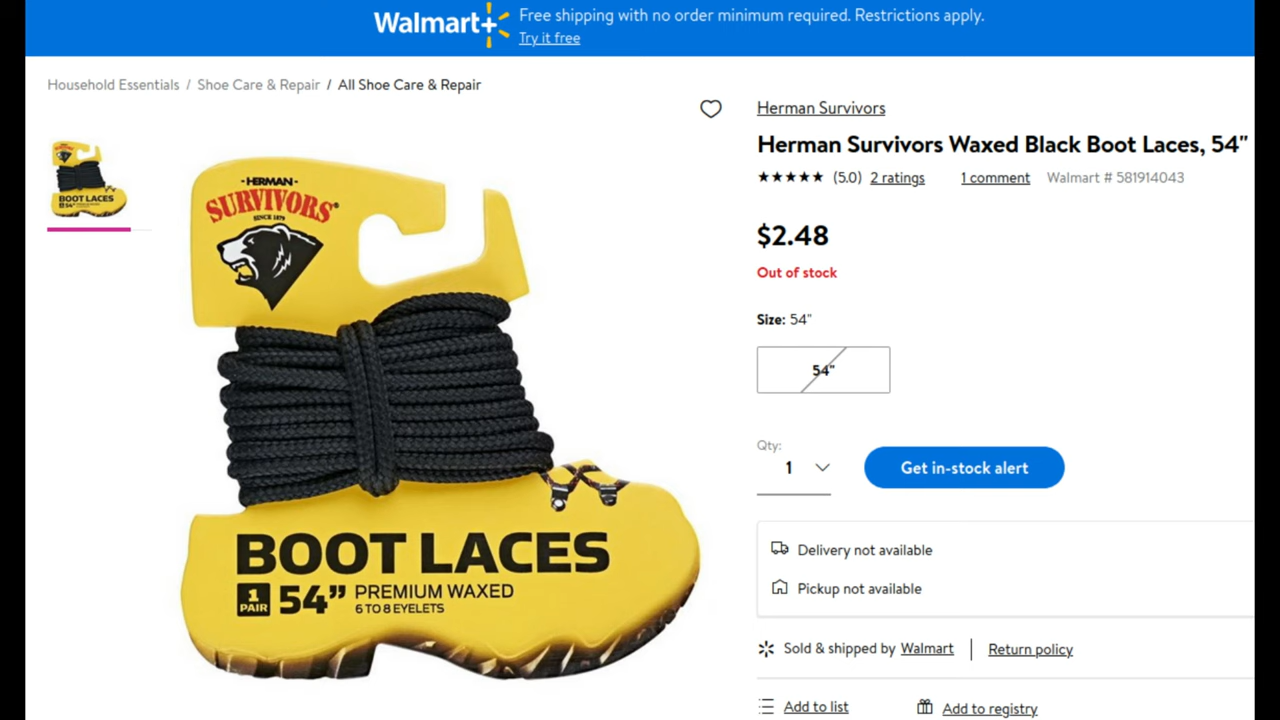 Walmart+
Free shipping with no order minimum required. Restrictions apply.
Try it free
Household Essentials / Shoe Care & Repair / All Shoe Care & Repair
HERMAN
SURVIVORS®
SINCE 1879
BOOT LACES
1 PAIR 54” PREMIUM WAXED
6 TO 8 EYELETS
Herman Survivors
Herman Survivors Waxed Black Boot Laces, 54"
★★★★★ (5.0) 2 ratings 1 comment Walmart # 581914043
$2.48
Out of stock
Size: 54"
54"
Qty:
1
Get in-stock alert
Delivery not available
Pickup not available
Sold & shipped by Walmart | Return policy
Add to list
Add to registry